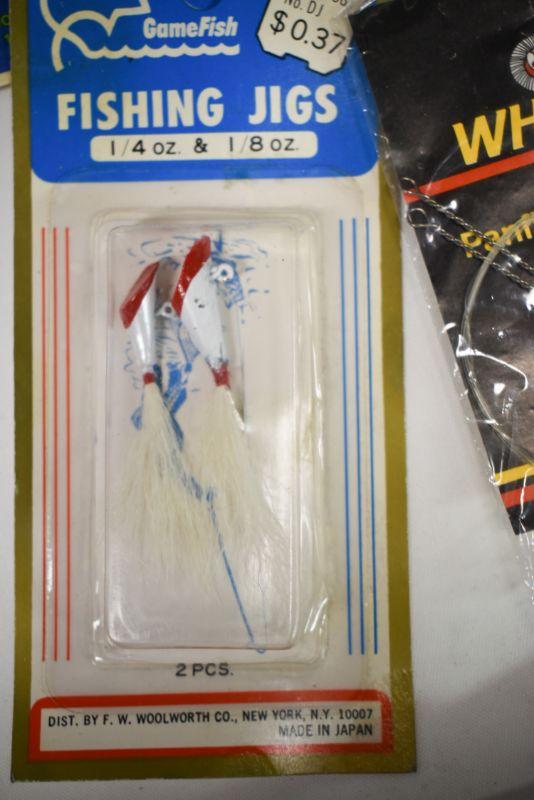 GameFish
No. DJ
$0.37
FISHING JIGS
1/4 oz. & 1/8 oz.
2 PCS.
DIST. BY F. W. WOOLWORTH CO., NEW YORK, N.Y. 10007
MADE IN JAPAN
WH